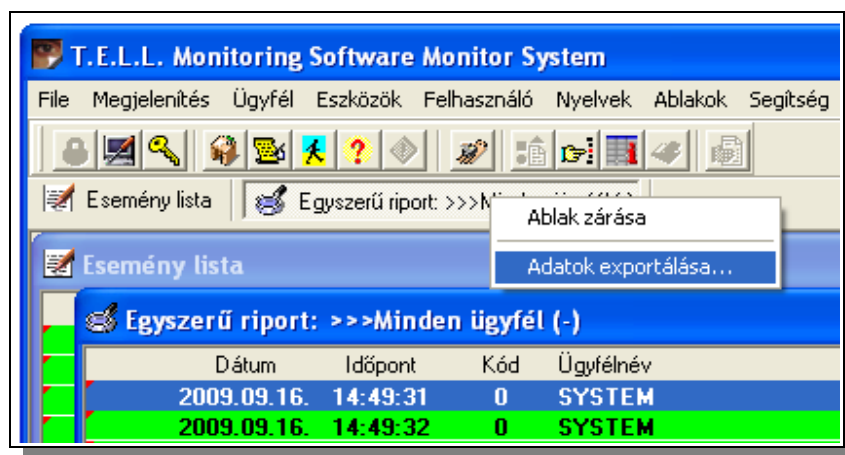 T.E.L.L. Monitoring Software Monitor System
File Megjelenítés Ügyfél Eszközök Felhasználó Nyelvek Ablakok Segítség
Esemény lista Egyszerű riport: >>>
Ablak zárása
Adatok exportálása...
Esemény lista
Egyszerű riport: >>>Minden ügyfél (-)
Dátum Időpont Kód Ügyfélnév
2009.09.16. 14:49:31 0 SYSTEM
2009.09.16. 14:49:32 0 SYSTEM